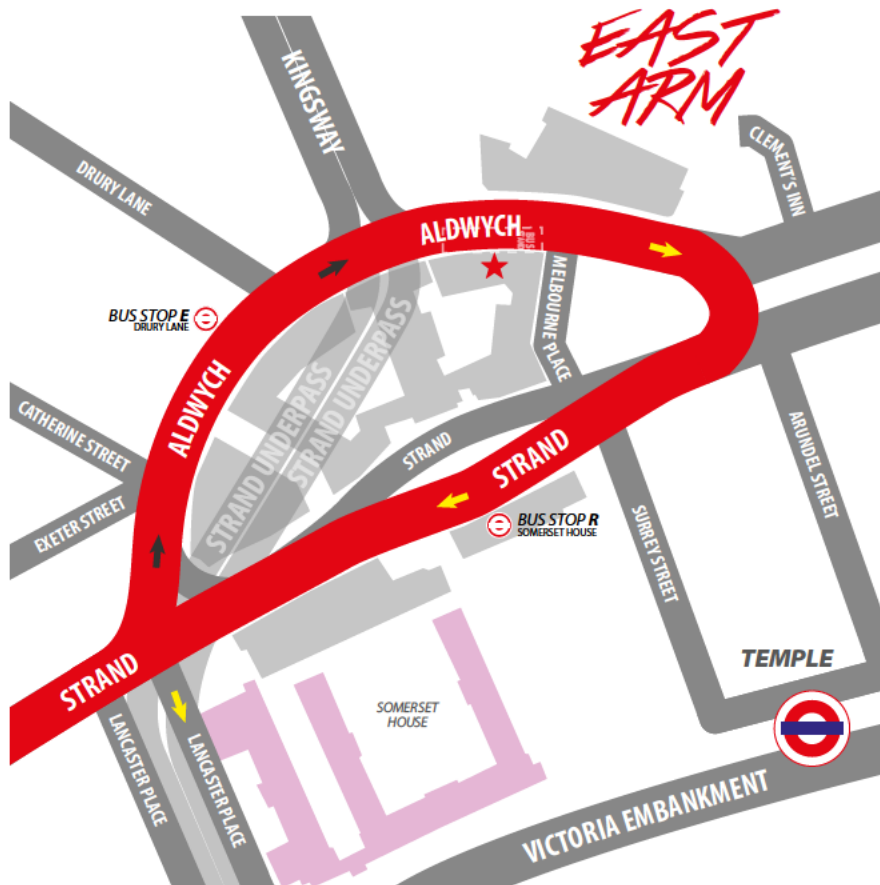 EAST
ARM
KINGSWAY
CLEMENT'S INN
DRURY LANE
ALDWYCH
BUS
MELBOURNE PLACE
BUS STOP E
DRURY LANE
STRAND UNDERPASS
STRAND UNDERPASS
ALDWYCH
CATHERINE STREET
STRAND
STRAND
ARUNDEL STREET
EXETER STREET
BUS STOP R
SOMERSET HOUSE
SURREY STREET
STRAND
TEMPLE
SOMERSET
HOUSE
LANCASTER PLACE
LANCASTER PLACE
VICTORIA EMBANKMENT